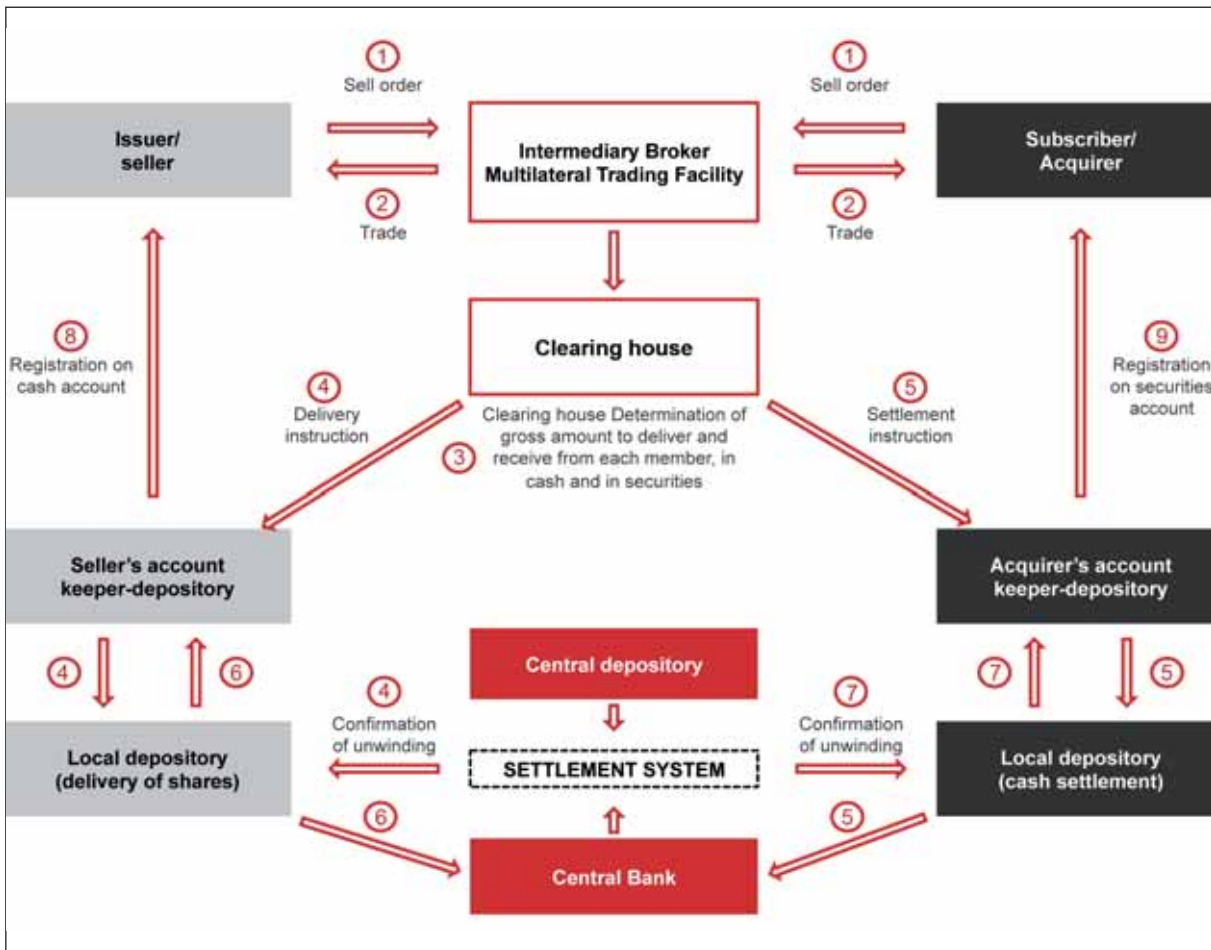 1
Sell order
1
Sell order
Issuer/
seller
Intermediary Broker
Multilateral Trading Facility
Subscriber/
Acquirer
2
Trade
2
Trade
Clearing house
8
Registration on
cash account
4
Delivery
instruction
3
Clearing house Determination of
gross amount to deliver and
receive from each member, in
cash and in securities
5
Settlement
instruction
9
Registration
on securities
account
Seller's account
keeper-depository
Acquirer's account
keeper-depository
4
6
Central depository
7
5
4
Confirmation
of unwinding
7
Confirmation
of unwinding
Local depository
(delivery of shares)
SETTLEMENT SYSTEM
Local depository
(cash settlement)
6
5
Central Bank